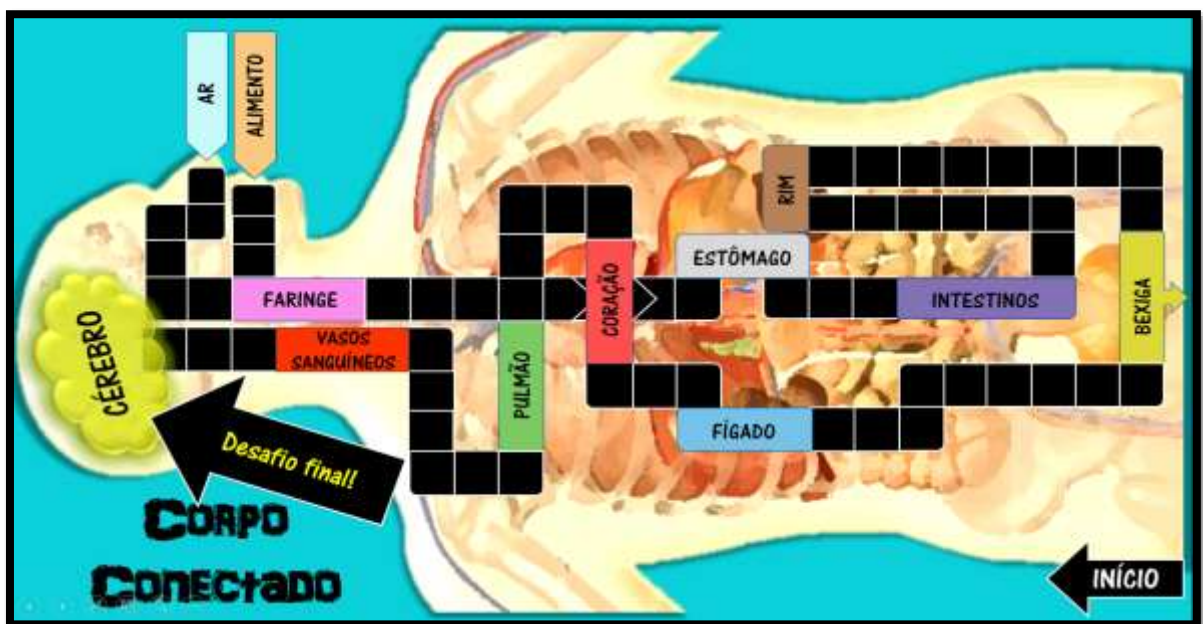 AR
ALIMENTO
RIM
ESTÔMAGO
FARINGE
CORAÇÃO
INTESTINOS
BEXIGA
CÉREBRO
VASOS
SANGUÍNEOS
PULMÃO
FÍGADO
Desafio final!
CORPO
CONECTADO
INÍCIO